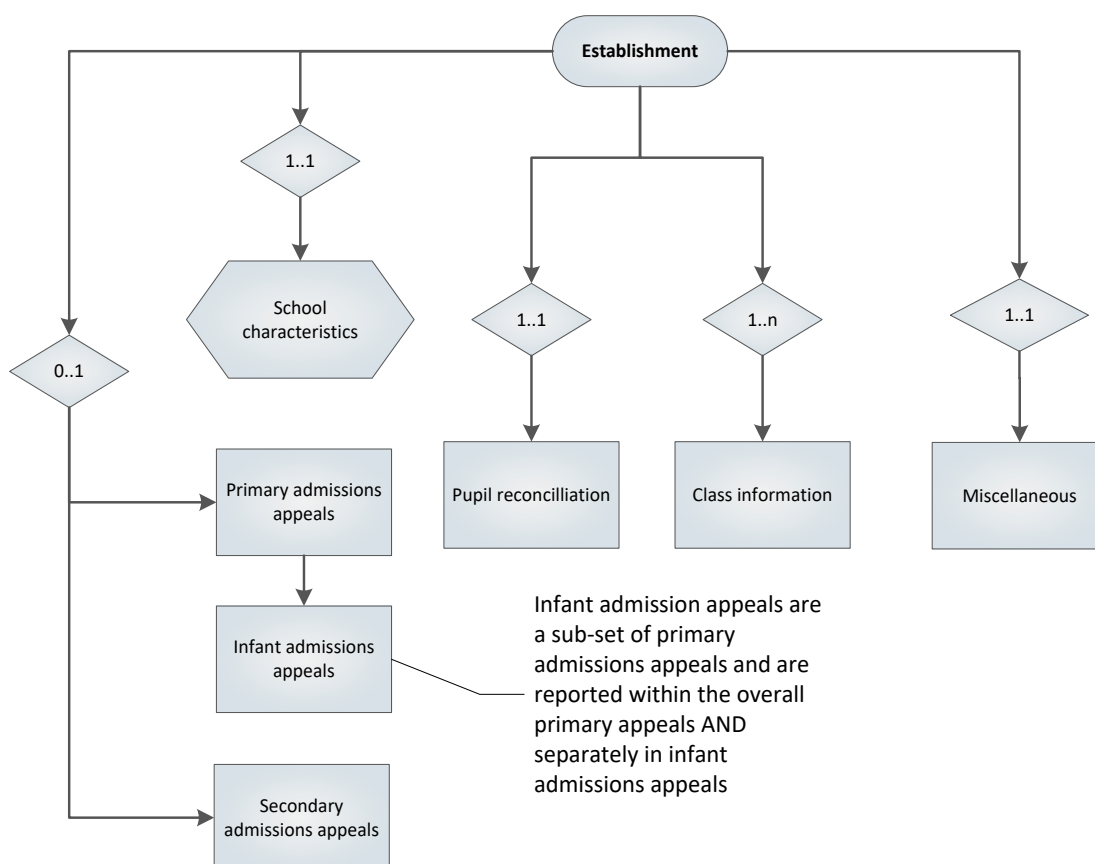 Establishment
1..1
School
characteristics
1..1
1..n
1..1
0..1
Primary admissions
appeals
Pupil reconcilliation
Class information
Miscellaneous
Infant admissions
appeals
Infant admission appeals are
a sub-set of primary
admissions appeals and are
reported within the overall
primary appeals AND
separately in infant
admissions appeals
Secondary
admissions appeals